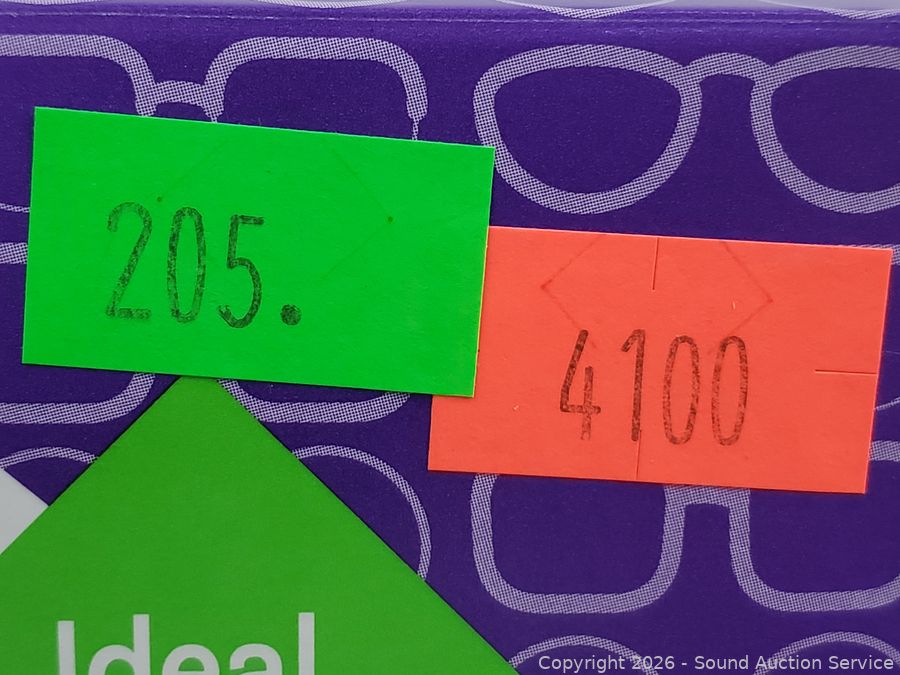 205.
4100
Ideal
Copyright 2026 - Sound Auction Service